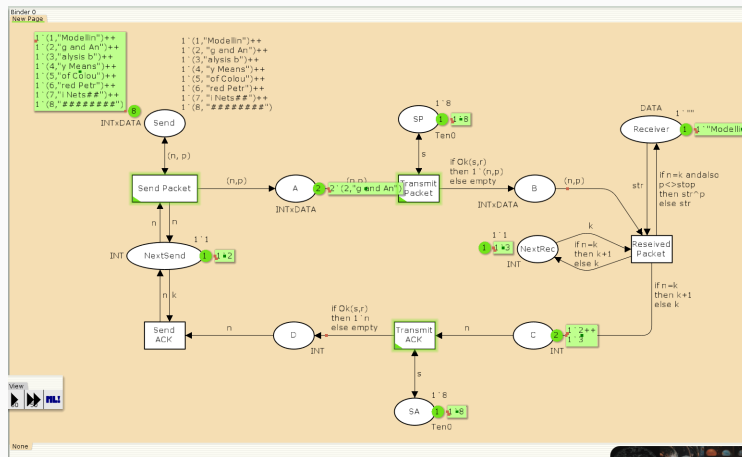 Binder 0
New Page
1`(1,"Modellin")++
1`(2,"g and An")++
1`(3,"alysis b")++
1`(4,"y Means")++
1`(5,"of Colou")++
1`(6,"red Petr")++
1`(7,"i Nets##")++
1`(8,"########")
8
INTxDATA
Send
1`(1,"Modellin")++
1`(2, "g and An")++
1`(3,"alysis b")++
1`(4, "y Means")++
1`(5, "of Colou")++
1`(6,"red Petr")++
1`(7, "i Nets##")++
1`(8, "########")
(n, p)
1`8
SP
1
1`8
Ten0
s
DATA
1`""
Receiver
1
Send Packet
(n,p)
A
INTxDATA
2
2`(2,"g and An")
(n,p)
Transmit
Packet
if Ok(s,r)
then 1`(n,p)
else empty
B
INTxDATA
(n,p)
str
If n=k andalso
p<>stop
then str^p
else str
n
n
1`1
INT
NextSend
1
1`2
k
1`1
NextRec
1
1`3
INT
if n=k
then k+1
else k
Reseived
Packet
n
k
Send
ACK
n
D
INT
if Ok(s,r)
then 1`n
else empty
Transmit
ACK
n
C
INT
2
1`2++
1`3
if n=k
then k+1
else k
s
1`8
SA
1
1`8
Ten0
View
ML!
None